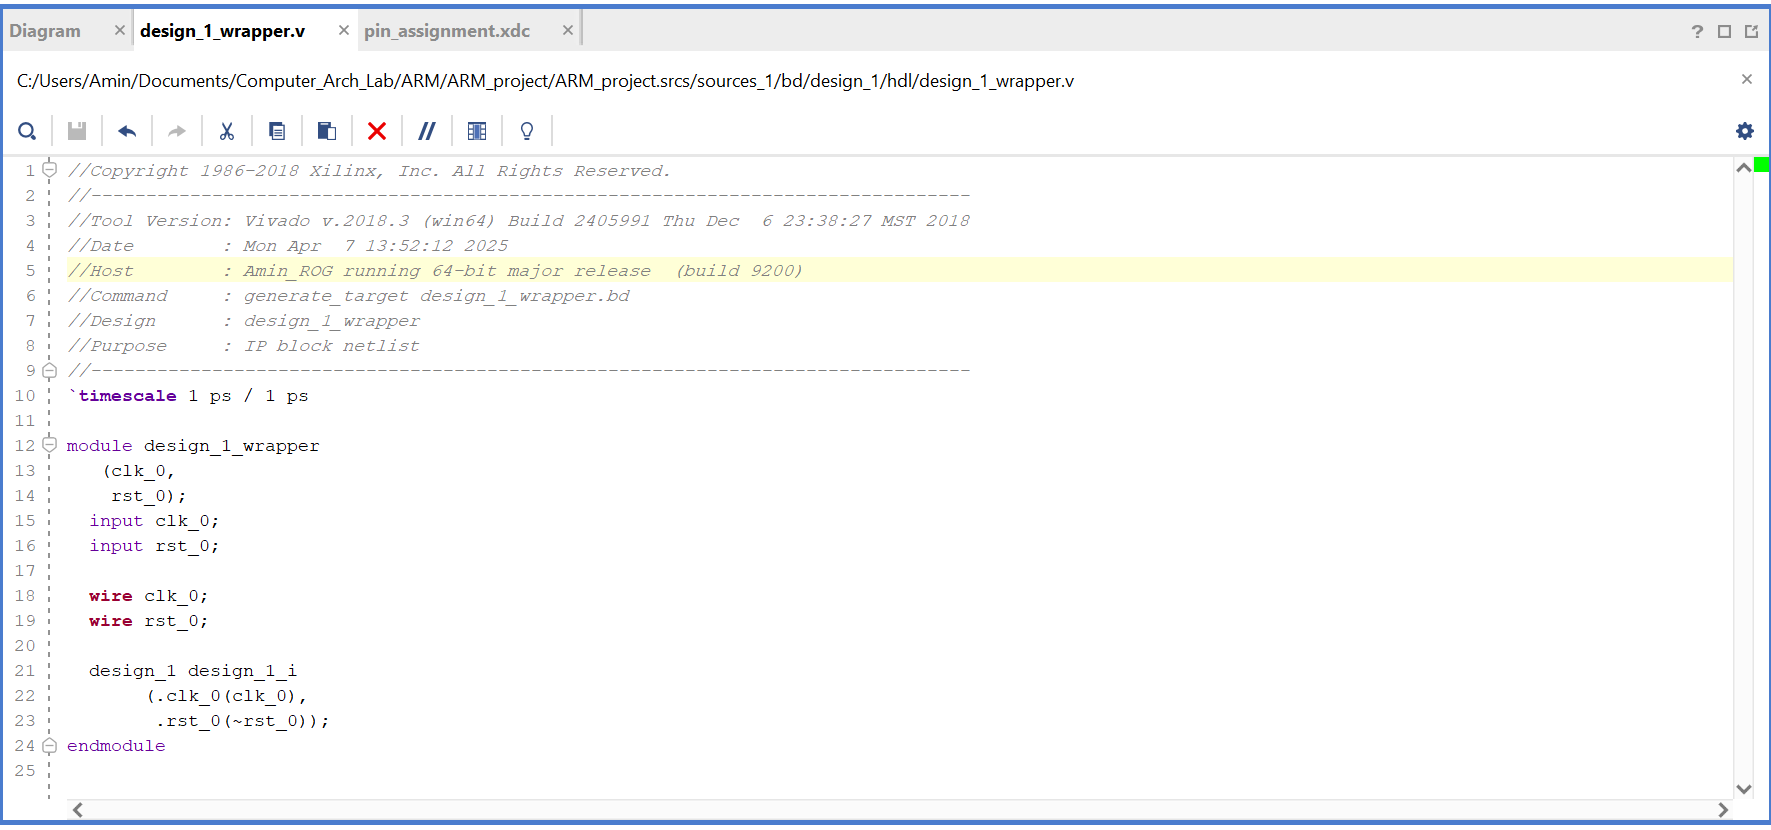 Diagram × design_1_wrapper.v × pin_assignment.xdc ×
C:/Users/Amin/Documents/Computer_Arch_Lab/ARM/ARM_project/ARM_project.srcs/sources_1/bd/design_1/hdl/design_1_wrapper.v
1 //Copyright 1986-2018 Xilinx, Inc. All Rights Reserved.
2 //--------------------------------------------------------------------------------
3 //Tool Version: Vivado v.2018.3 (win64) Build 2405991 Thu Dec  6 23:38:27 MST 2018
4 //Date        : Mon Apr  7 13:52:12 2025
5 //Host        : Amin_ROG running 64-bit major release  (build 9200)
6 //Command     : generate_target design_1_wrapper.bd
7 //Design      : design_1_wrapper
8 //Purpose     : IP block netlist
9 //--------------------------------------------------------------------------------
10 `timescale 1 ps / 1 ps
11
12 module design_1_wrapper
13    (clk_0,
14     rst_0);
15   input clk_0;
16   input rst_0;
17
18   wire clk_0;
19   wire rst_0;
20
21   design_1 design_1_i
22        (.clk_0(clk_0),
23         .rst_0(~rst_0));
24 endmodule
25